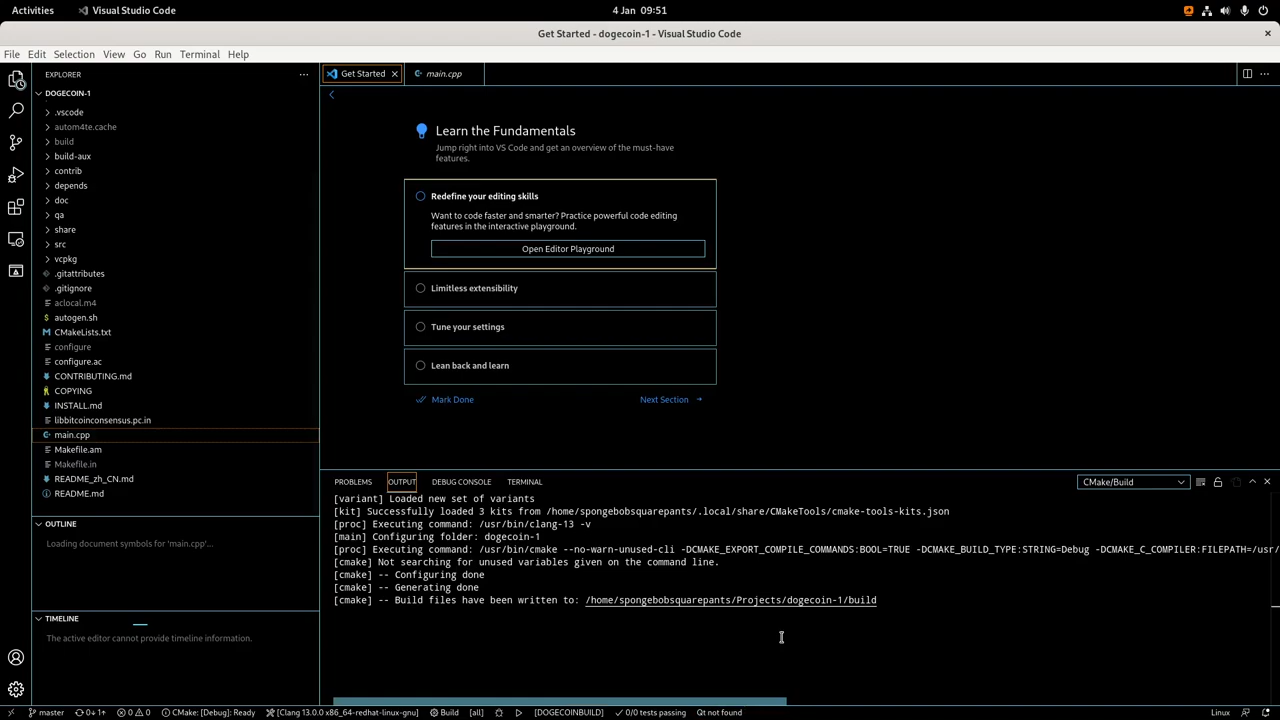 Activities
Visual Studio Code
4 Jan 09:51
Get Started - dogecoin-1 - Visual Studio Code
File Edit Selection View Go Run Terminal Help
EXPLORER
DOGECOIN-1
.vscode
autom4te.cache
build
build-aux
contrib
depends
doc
qa
share
src
vcpkg
.gitattributes
.gitignore
aclocal.m4
autogen.sh
CMakeLists.txt
configure
configure.ac
CONTRIBUTING.md
COPYING
INSTALL.md
libbitcoinconsensus.pc.in
main.cpp
Makefile.am
Makefile.in
README_zh_CN.md
README.md
OUTLINE
Loading document symbols for 'main.cpp'...
TIMELINE
The active editor cannot provide timeline information.
Get Started
main.cpp
Learn the Fundamentals
Jump right into VS Code and get an overview of the must-have
features.
Redefine your editing skills
Want to code faster and smarter? Practice powerful code editing
features in the interactive playground.
Open Editor Playground
Limitless extensibility
Tune your settings
Lean back and learn
Mark Done
Next Section
PROBLEMS OUTPUT DEBUG CONSOLE TERMINAL
CMake/Build
[variant] Loaded new set of variants
[kit] Successfully loaded 3 kits from /home/spongebobsquarepants/.local/share/CMakeTools/cmake-tools-kits.json
[proc] Executing command: /usr/bin/clang-13 -v
[main] Configuring folder: dogecoin-1
[proc] Executing command: /usr/bin/cmake --no-warn-unused-cli -DCMAKE_EXPORT_COMPILE_COMMANDS:BOOL=TRUE -DCMAKE_BUILD_TYPE:STRING=Debug -DCMAKE_C_COMPILER:FILEPATH=/usr/
[cmake] Not searching for unused variables given on the command line.
[cmake] -- Configuring done
[cmake] -- Generating done
[cmake] -- Build files have been written to: /home/spongebobsquarepants/Projects/dogecoin-1/build
master 0↓ 1↑ 0 0 CMake: [Debug]: Ready [Clang 13.0.0 x86_64-redhat-linux-gnu] Build [all] [DOGECOINBUILD] 0/0 tests passing Qt not found Linux